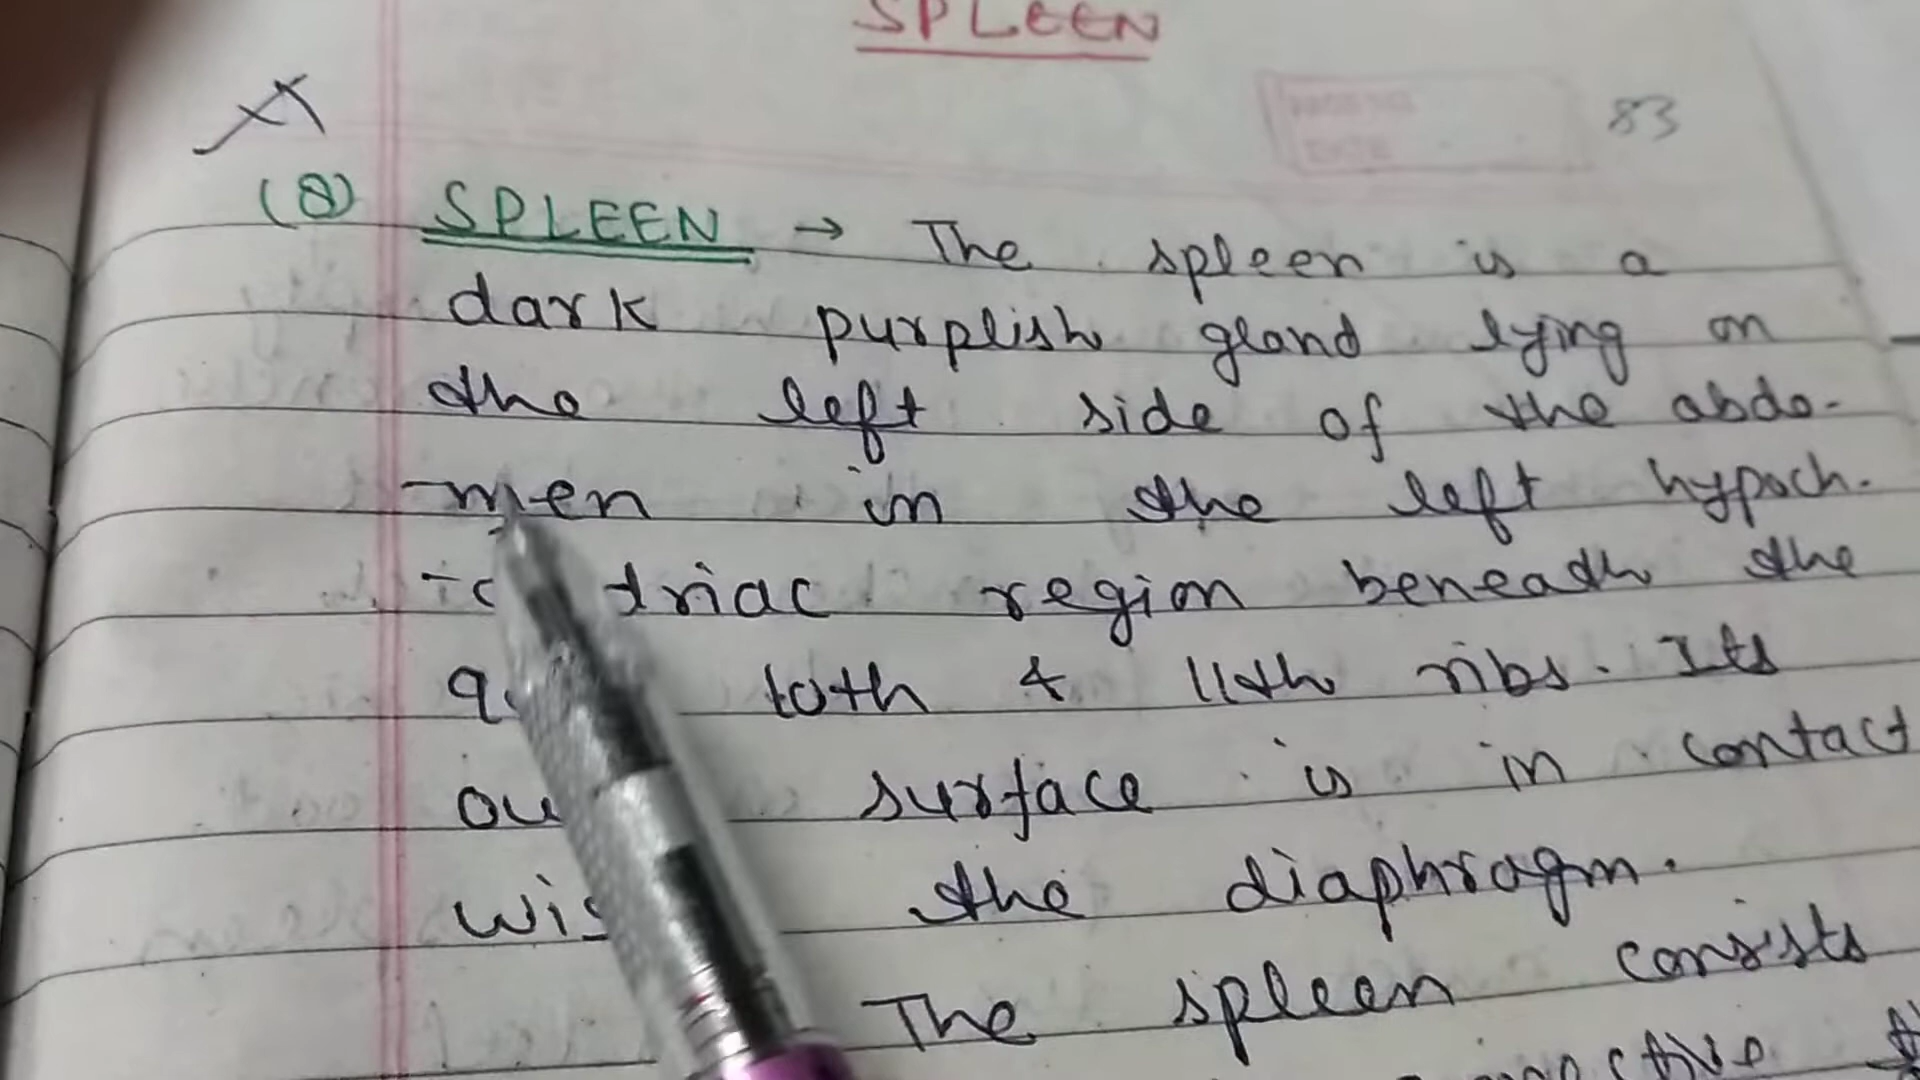 SPLEEN
83
(8) SPLEEN → The spleen is a
dark purplish gland lying on
the left side of the abdo-
-men in the left hypoch-
triac region beneath the
10th & 11th ribs. Its
surface is in contact
the diaphragm.
The spleen consists